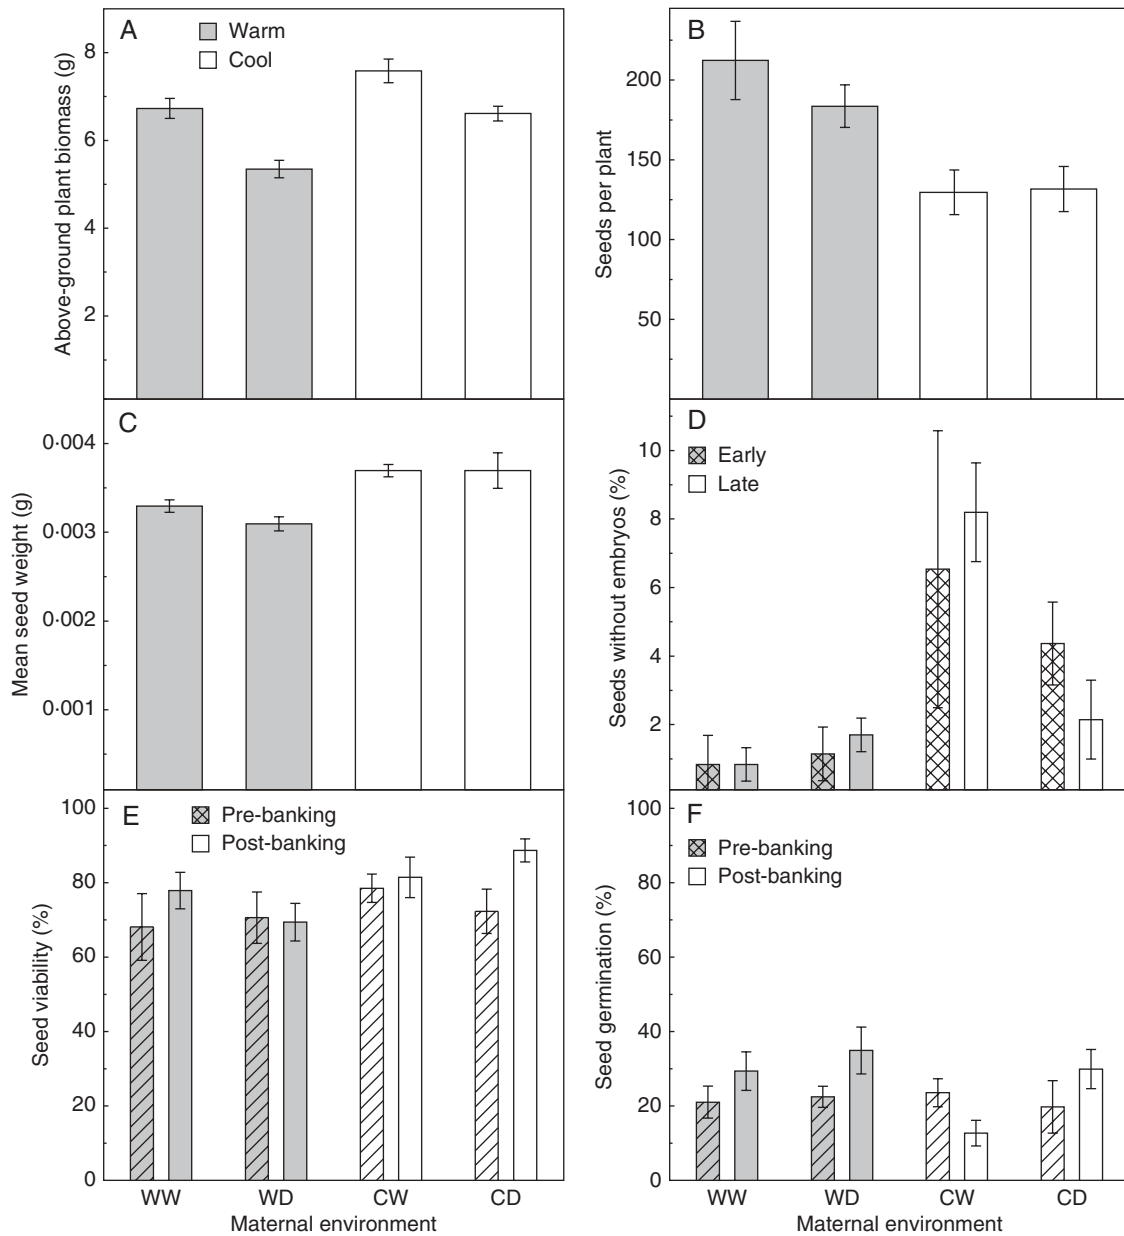 A
Warm
Cool
8
6
4
2
Above-ground plant biomass (g)
B
200
150
100
50
Seeds per plant
C
0·004
0·003
0·002
0·001
Mean seed weight (g)
D
Early
Late
10
8
6
4
2
Seeds without embryos (%)
E
Pre-banking
Post-banking
100
80
60
40
20
0
Seed viability (%)
WW WD CW CD
Maternal environment
F
Pre-banking
Post-banking
100
80
60
40
20
0
Seed germination (%)
WW WD CW CD
Maternal environment